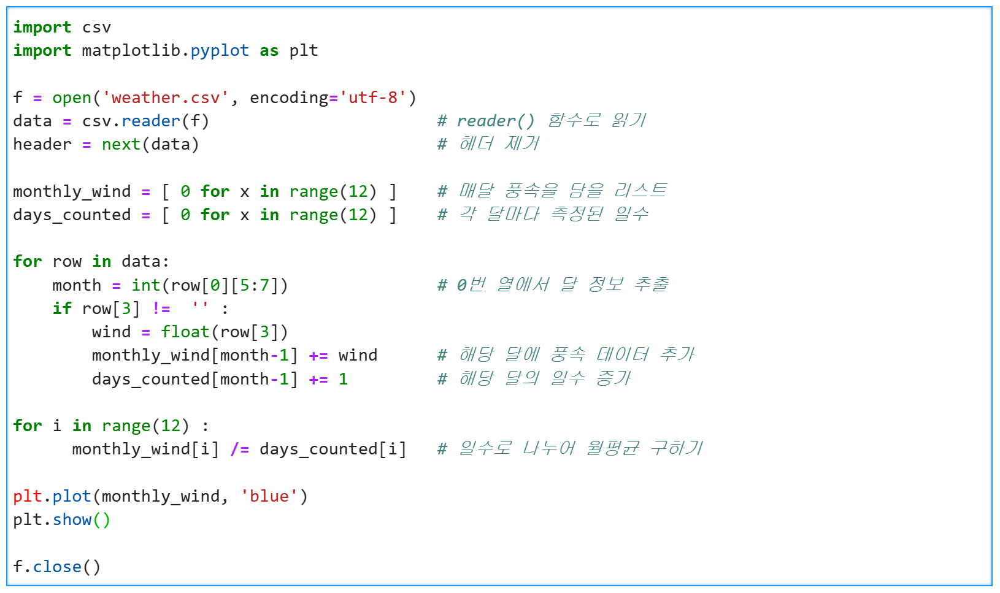 import csv
import matplotlib.pyplot as plt
f = open('weather.csv', encoding='utf-8')
data = csv.reader(f)                       # reader() 함수로 읽기
header = next(data)                        # 헤더 제거
monthly_wind = [ 0 for x in range(12) ]    # 매달 풍속을 담을 리스트
days_counted = [ 0 for x in range(12) ]    # 각 달마다 측정된 일수
for row in data:
    month = int(row[0][5:7])               # 0번 열에서 달 정보 추출
    if row[3] !=  '' :
        wind = float(row[3])
        monthly_wind[month-1] += wind      # 해당 달에 풍속 데이터 추가
        days_counted[month-1] += 1         # 해당 달의 일수 증가
for i in range(12) :
      monthly_wind[i] /= days_counted[i]   # 일수로 나누어 월평균 구하기
plt.plot(monthly_wind, 'blue')
plt.show()
f.close()